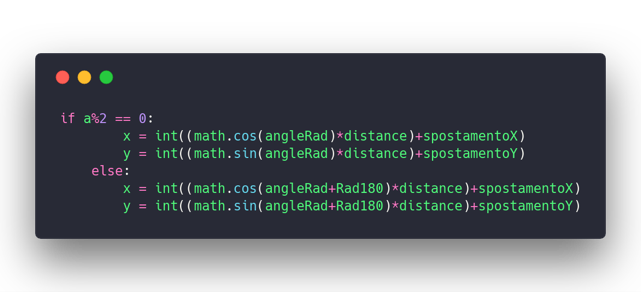 if a%2 == 0:
        x = int((math.cos(angleRad)*distance)+spostamentoX)
        y = int((math.sin(angleRad)*distance)+spostamentoY)
    else:
        x = int((math.cos(angleRad+Rad180)*distance)+spostamentoX)
        y = int((math.sin(angleRad+Rad180)*distance)+spostamentoY)